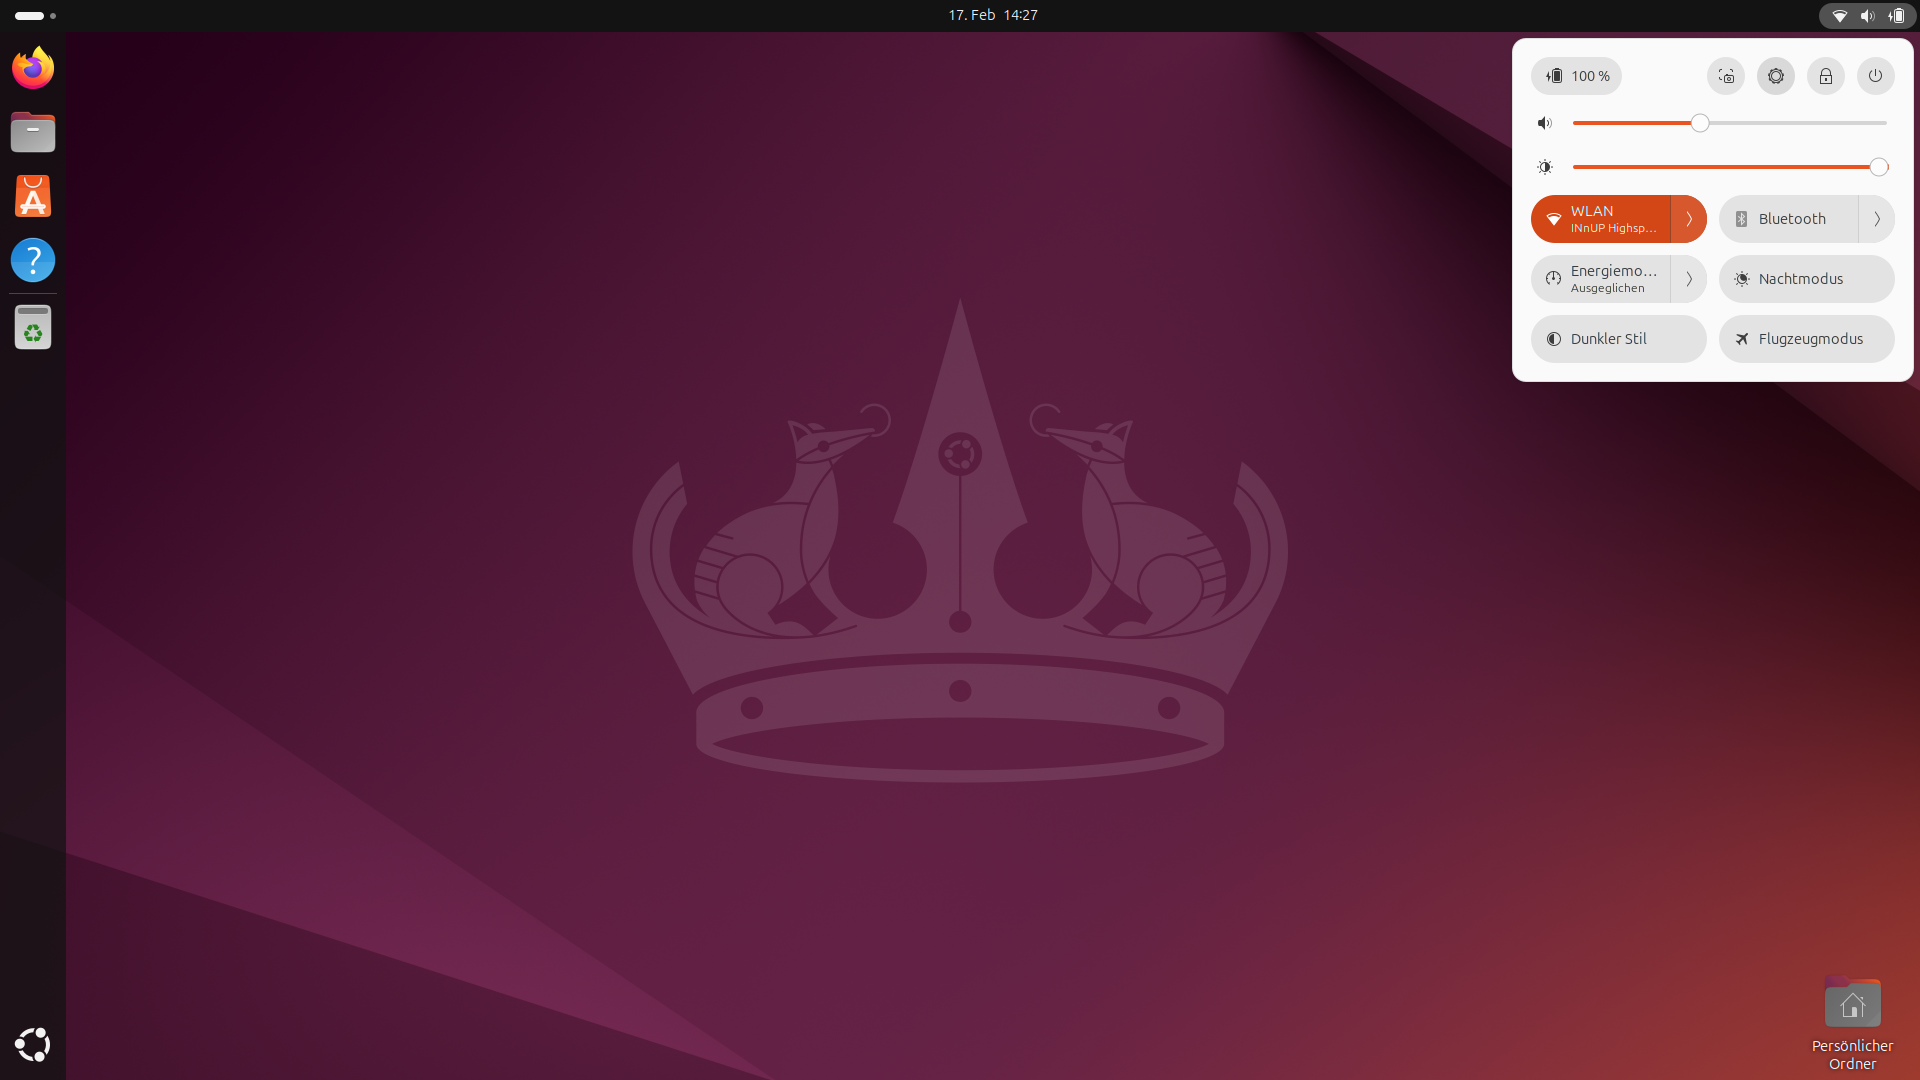 17. Feb 14:27
100 %
WLAN
INnUP Highsp…
Bluetooth
Energiemo…
Ausgeglichen
Nachtmodus
Dunkler Stil
Flugzeugmodus
Persönlicher
Ordner